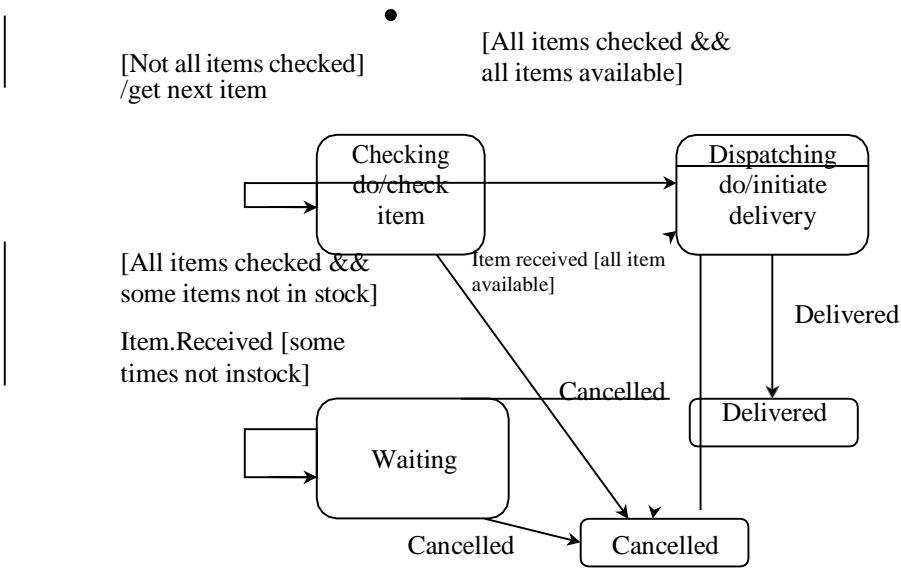 [All items checked &&
all items available]
[Not all items checked]
/get next item
Checking
do/check
item
Dispatching
do/initiate
delivery
[All items checked &&
some items not in stock]
Item received [all item
available]
Delivered
Item.Received [some
times not instock]
Cancelled
Delivered
Waiting
Cancelled
Cancelled